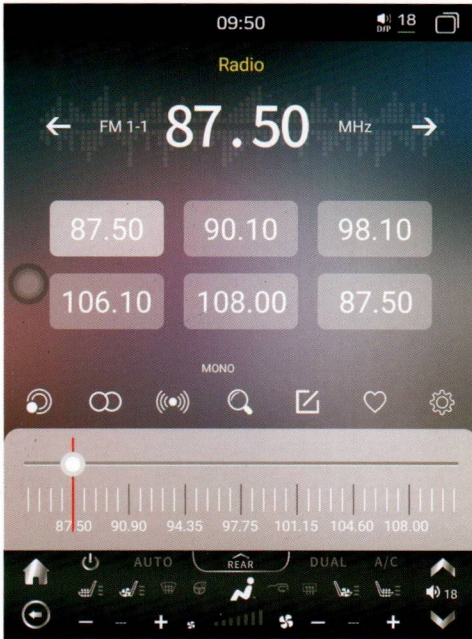 09:50 DJP 18
Radio
FM 1-1 87.50 MHz
87.50 90.10 98.10
106.10 108.00 87.50
MONO
87.50 90.90 94.35 97.75 101.15 104.60 108.00
AUTO REAR DUAL A/C
18
- -- + - -- +